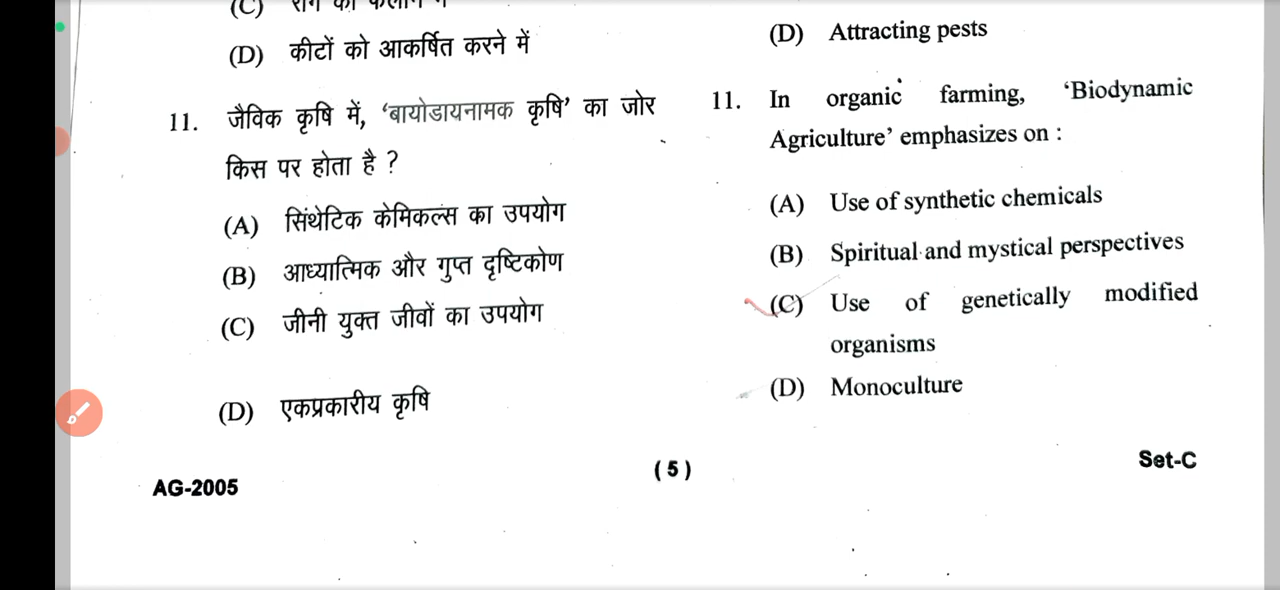 (D) कीटों को आकर्षित करने में
11. जैविक कृषि में, ‘बायोडायनामक कृषि’ का जोर
किस पर होता है ?
(A) सिंथेटिक केमिकल्स का उपयोग
(B) आध्यात्मिक और गुप्त दृष्टिकोण
(C) जीनी युक्त जीवों का उपयोग
(D) एकप्रकारीय कृषि
(D) Attracting pests
11. In organic farming, ‘Biodynamic
Agriculture’ emphasizes on :
(A) Use of synthetic chemicals
(B) Spiritual and mystical perspectives
(C) Use of genetically modified
organisms
(D) Monoculture
AG-2005
( 5 )
Set-C